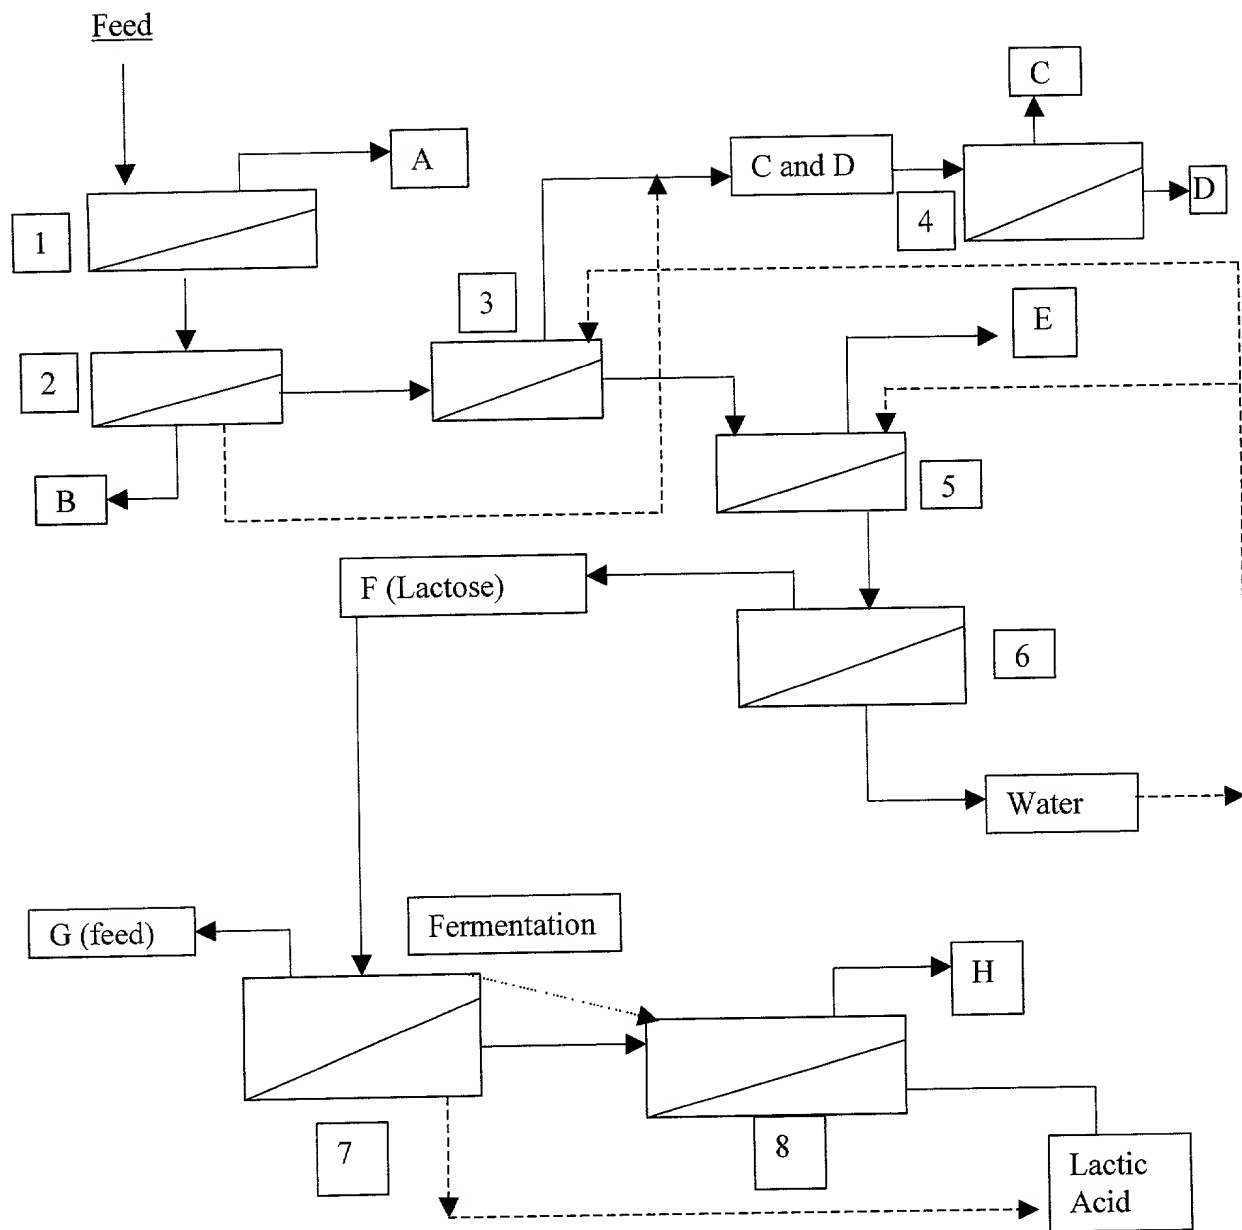 Feed
C
A
C and D
D
1
4
3
E
2
B
5
F (Lactose)
6
Water
G (feed)
Fermentation
H
7
8
Lactic
Acid